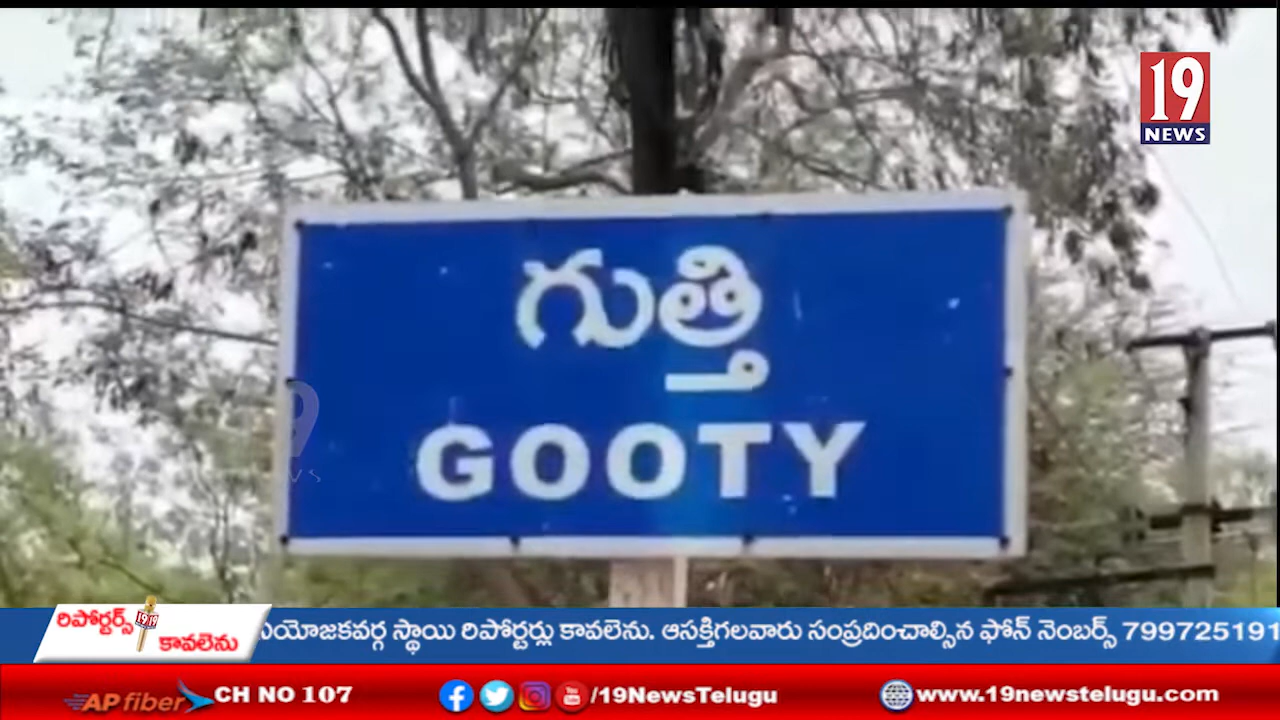 19
NEWS
గుత్తి
GOOTY
రిపోర్టర్స్
కావలెను
నియోజకవర్గ స్థాయి రిపోర్టర్లు కావలెను. ఆసక్తిగలవారు సంప్రదించాల్సిన ఫోన్ నెంబర్స్ 799725191
AP fiber CH NO 107 /19NewsTelugu www.19newstelugu.com